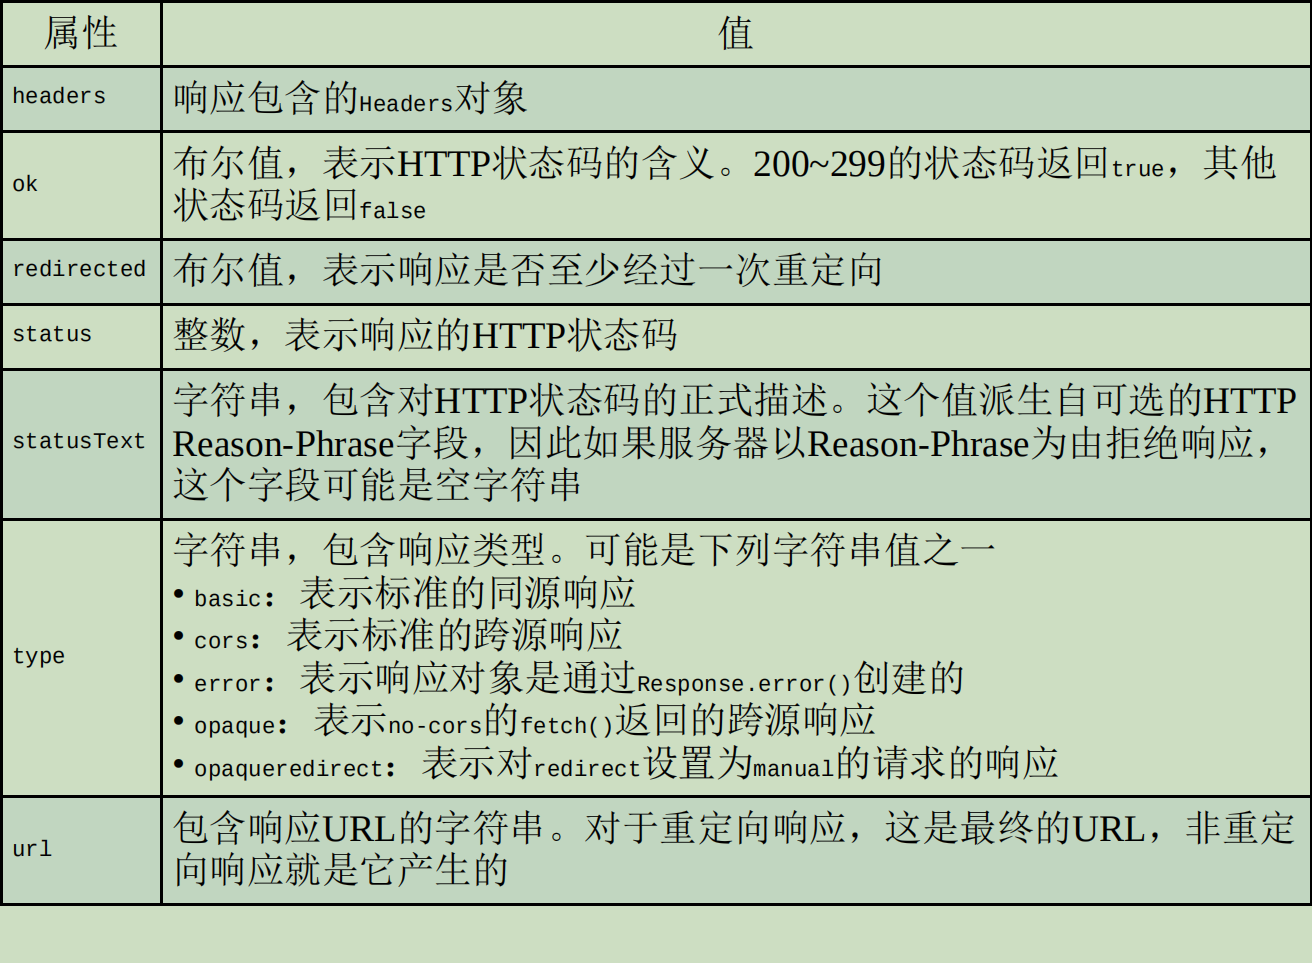 属性 值
headers 响应包含的Headers对象
ok 布尔值，表示HTTP状态码的含义。200~299的状态码返回true，其他
状态码返回false
redirected 布尔值，表示响应是否至少经过一次重定向
status 整数，表示响应的HTTP状态码
字符串，包含对HTTP状态码的正式描述。这个值派生自可选的HTTP
statusText Reason-Phrase字段，因此如果服务器以Reason-Phrase为由拒绝响应，
这个字段可能是空字符串
type 字符串，包含响应类型。可能是下列字符串值之一
• basic：表示标准的同源响应
• cors：表示标准的跨源响应
• error：表示响应对象是通过Response.error()创建的
• opaque：表示no-cors的fetch()返回的跨源响应
• opaqueredirect：表示对redirect设置为manual的请求的响应
url 包含响应URL的字符串。对于重定向响应，这是最终的URL，非重定
向响应就是它产生的